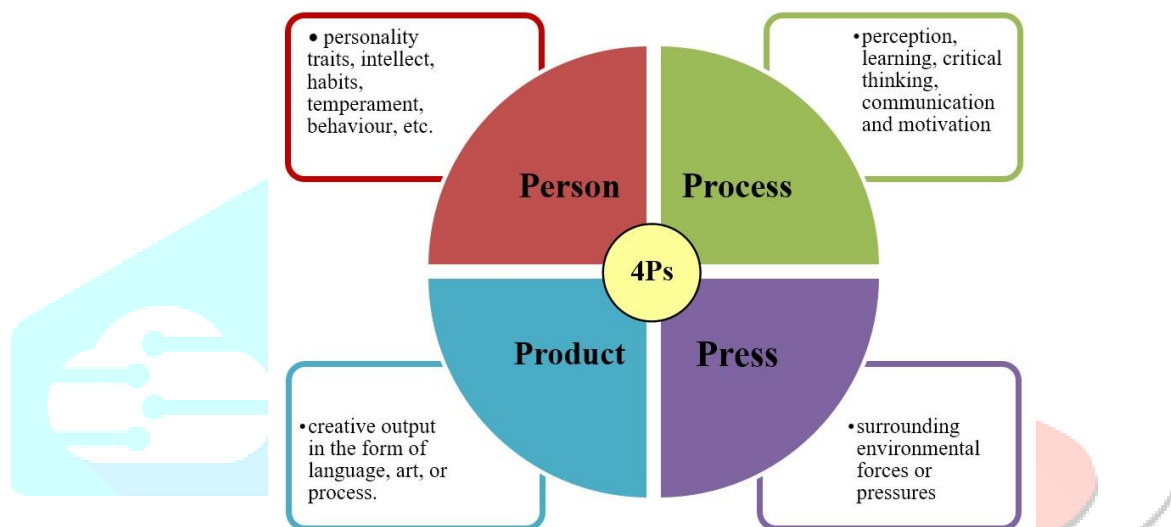 • personality
traits, intellect,
habits,
temperament,
behaviour, etc.
•perception,
learning, critical
thinking,
communication
and motivation
Person
Process
4Ps
Product
Press
•creative output
in the form of
language, art, or
process.
•surrounding
environmental
forces or
pressures